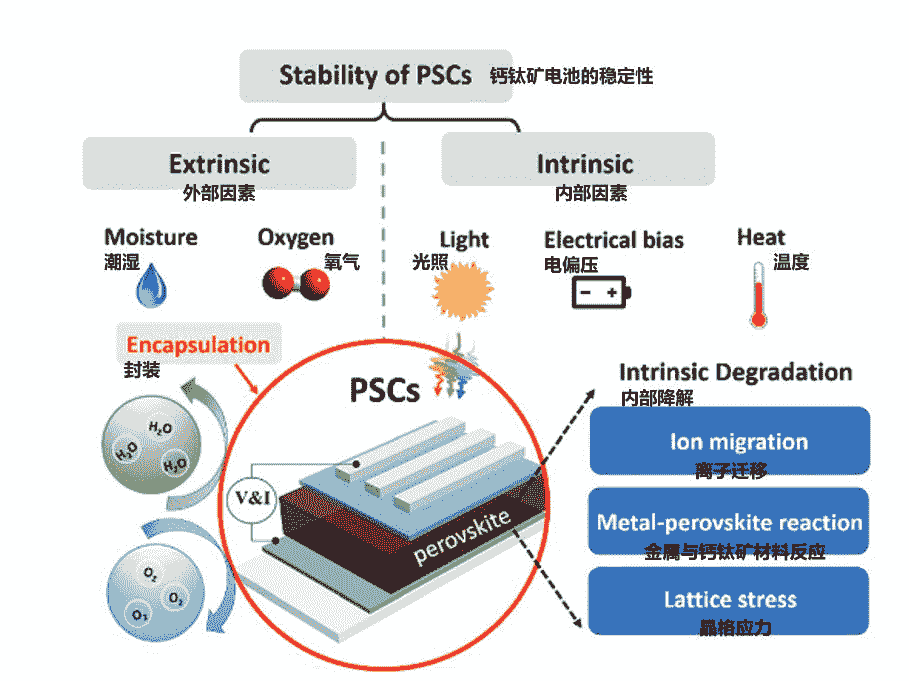 Stability of PSCs 钙钛矿电池的稳定性
Extrinsic
外部因素
Intrinsic
内部因素
Moisture
潮湿
Oxygen
氧气
Light
光照
Electrical bias
电偏压
Heat
温度
Encapsulation
封装
PSCs
H₂O
H₂O
H₂O
O₂
O₂
O₂
V&I
perovskite
Intrinsic Degradation
内部降解
Ion migration
离子迁移
Metal-perovskite reaction
金属与钙钛矿材料反应
Lattice stress
晶格应力